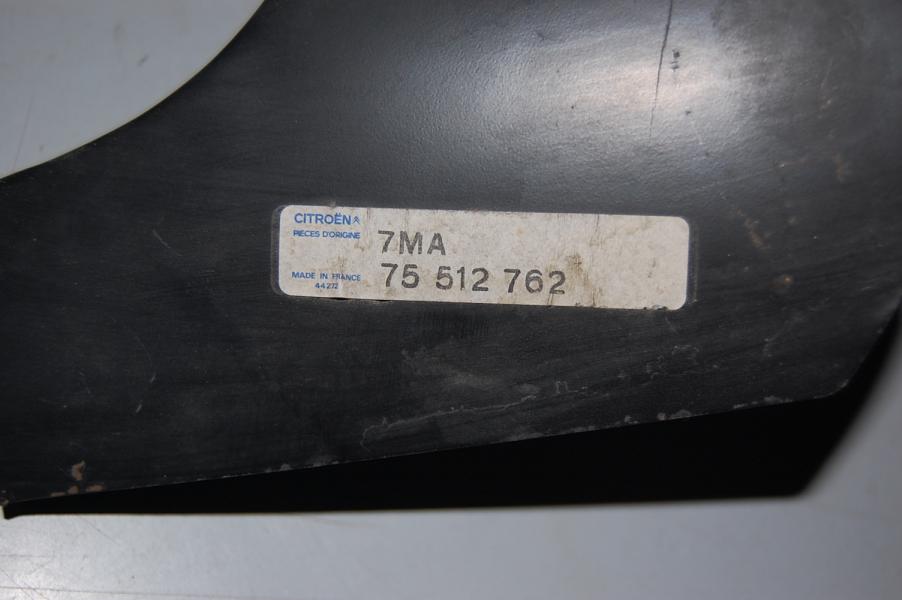 CITROËN
PIECES D'ORIGINE
7MA
MADE IN FRANCE
44272
75 512 762